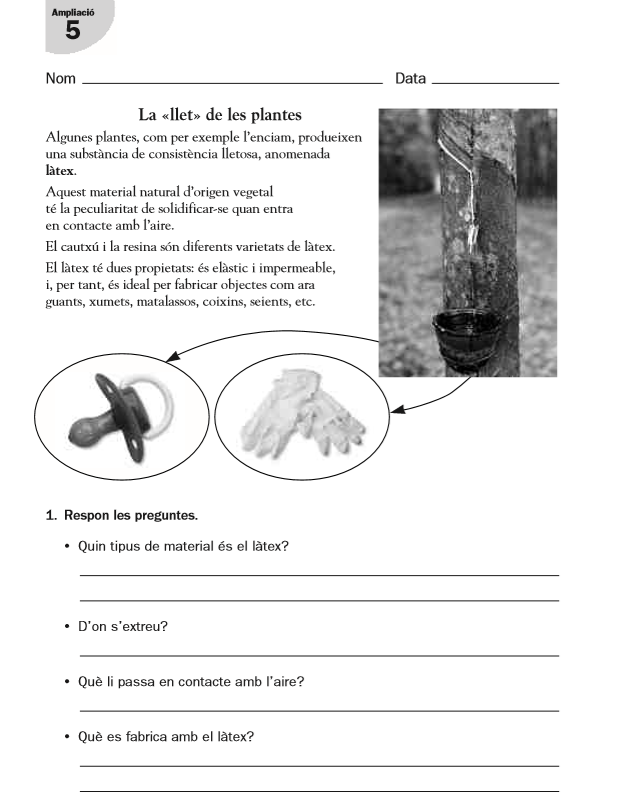 Ampliació
5
Nom
Data
La «llet» de les plantes
Algunes plantes, com per exemple l'enciam, produeixen
una substància de consistència lletosa, anomenada
làtex.
Aquest material natural d'origen vegetal
té la peculiaritat de solidificar-se quan entra
en contacte amb l'aire.
El cautxú i la resina són diferents varietats de làtex.
El làtex té dues propietats: és elàstic i impermeable,
i, per tant, és ideal per fabricar objectes com ara
guants, xumets, matalassos, coixins, seients, etc.
1. Respon les preguntes.
• Quin tipus de material és el làtex?
• D'on s'extreu?
• Què li passa en contacte amb l'aire?
• Què es fabrica amb el làtex?